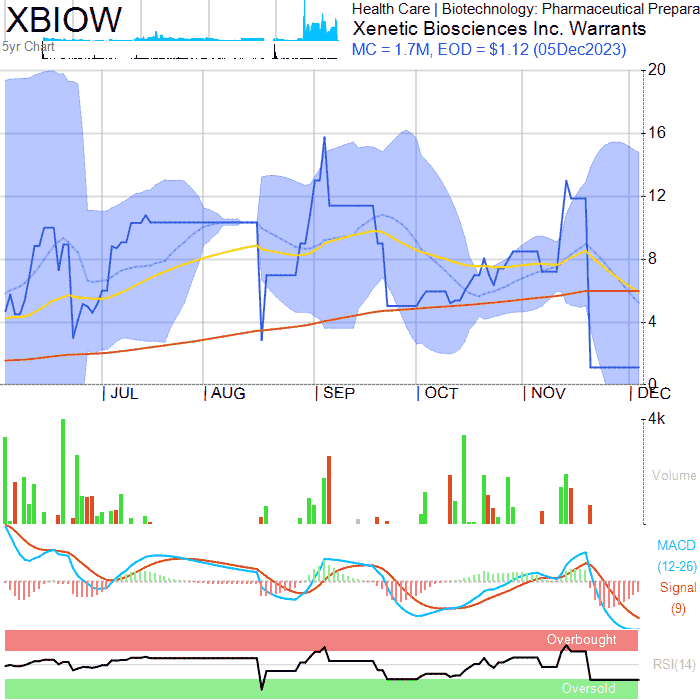 XBIOW
5yr Chart
Health Care | Biotechnology: Pharmaceutical Prepara
Xenetic Biosciences Inc. Warrants
MC = 1.7M, EOD = $1.12 (05Dec2023)
20
16
12
8
4
0
JUL AUG SEP OCT NOV DEC
4k
Volume
MACD
(12-26)
Signal
(9)
Overbought
RSI(14)
Oversold